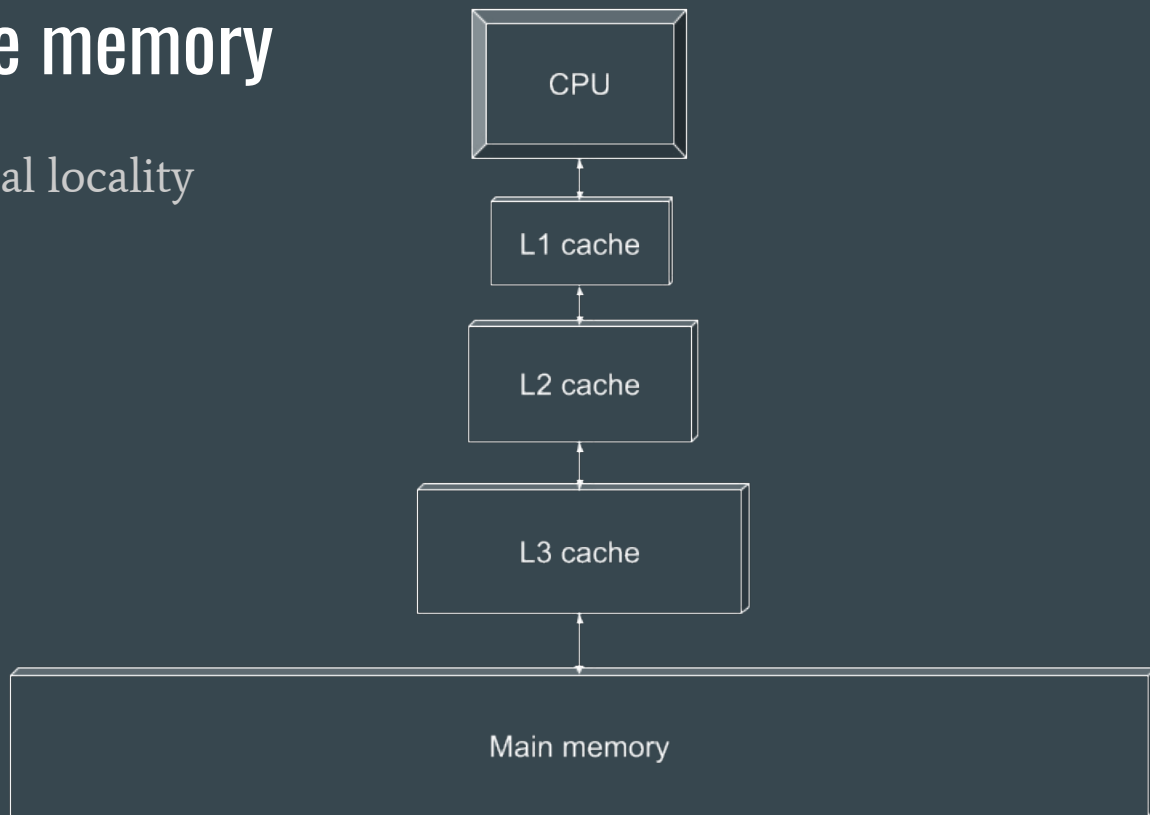 e memory
al locality
CPU
L1 cache
L2 cache
L3 cache
Main memory